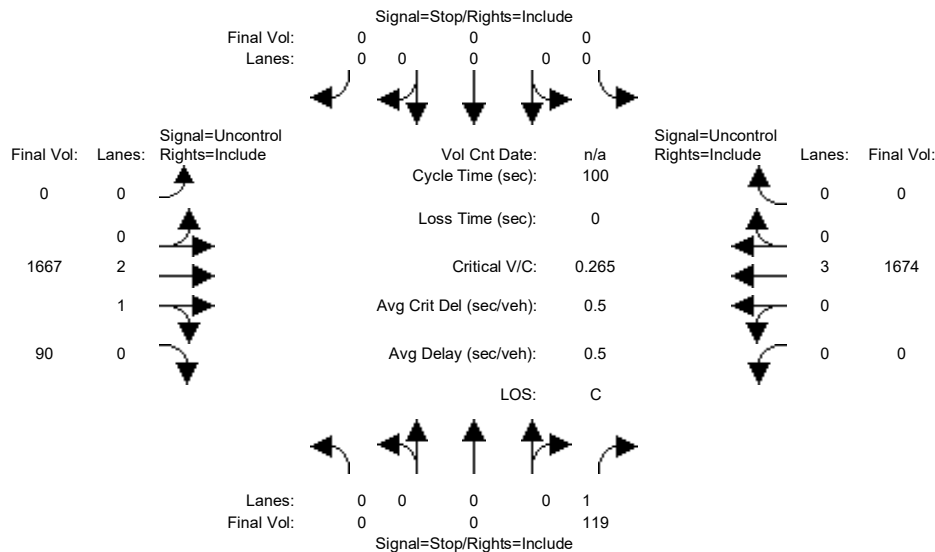 Signal=Stop/Rights=Include
Final Vol: 0 0 0
Lanes: 0 0 0 0 0
Signal=Uncontrol Signal=Uncontrol
Final Vol: Lanes: Rights=Include Vol Cnt Date: n/a Rights=Include Lanes: Final Vol:
Cycle Time (sec): 100
0 0 0 0
Loss Time (sec): 0
0 0
1667 2 Critical V/C: 0.265 3 1674
1 Avg Crit Del (sec/veh): 0.5 0
90 0 Avg Delay (sec/veh): 0.5 0 0
LOS: C
Lanes: 0 0 0 0 1
Final Vol: 0 0 119
Signal=Stop/Rights=Include